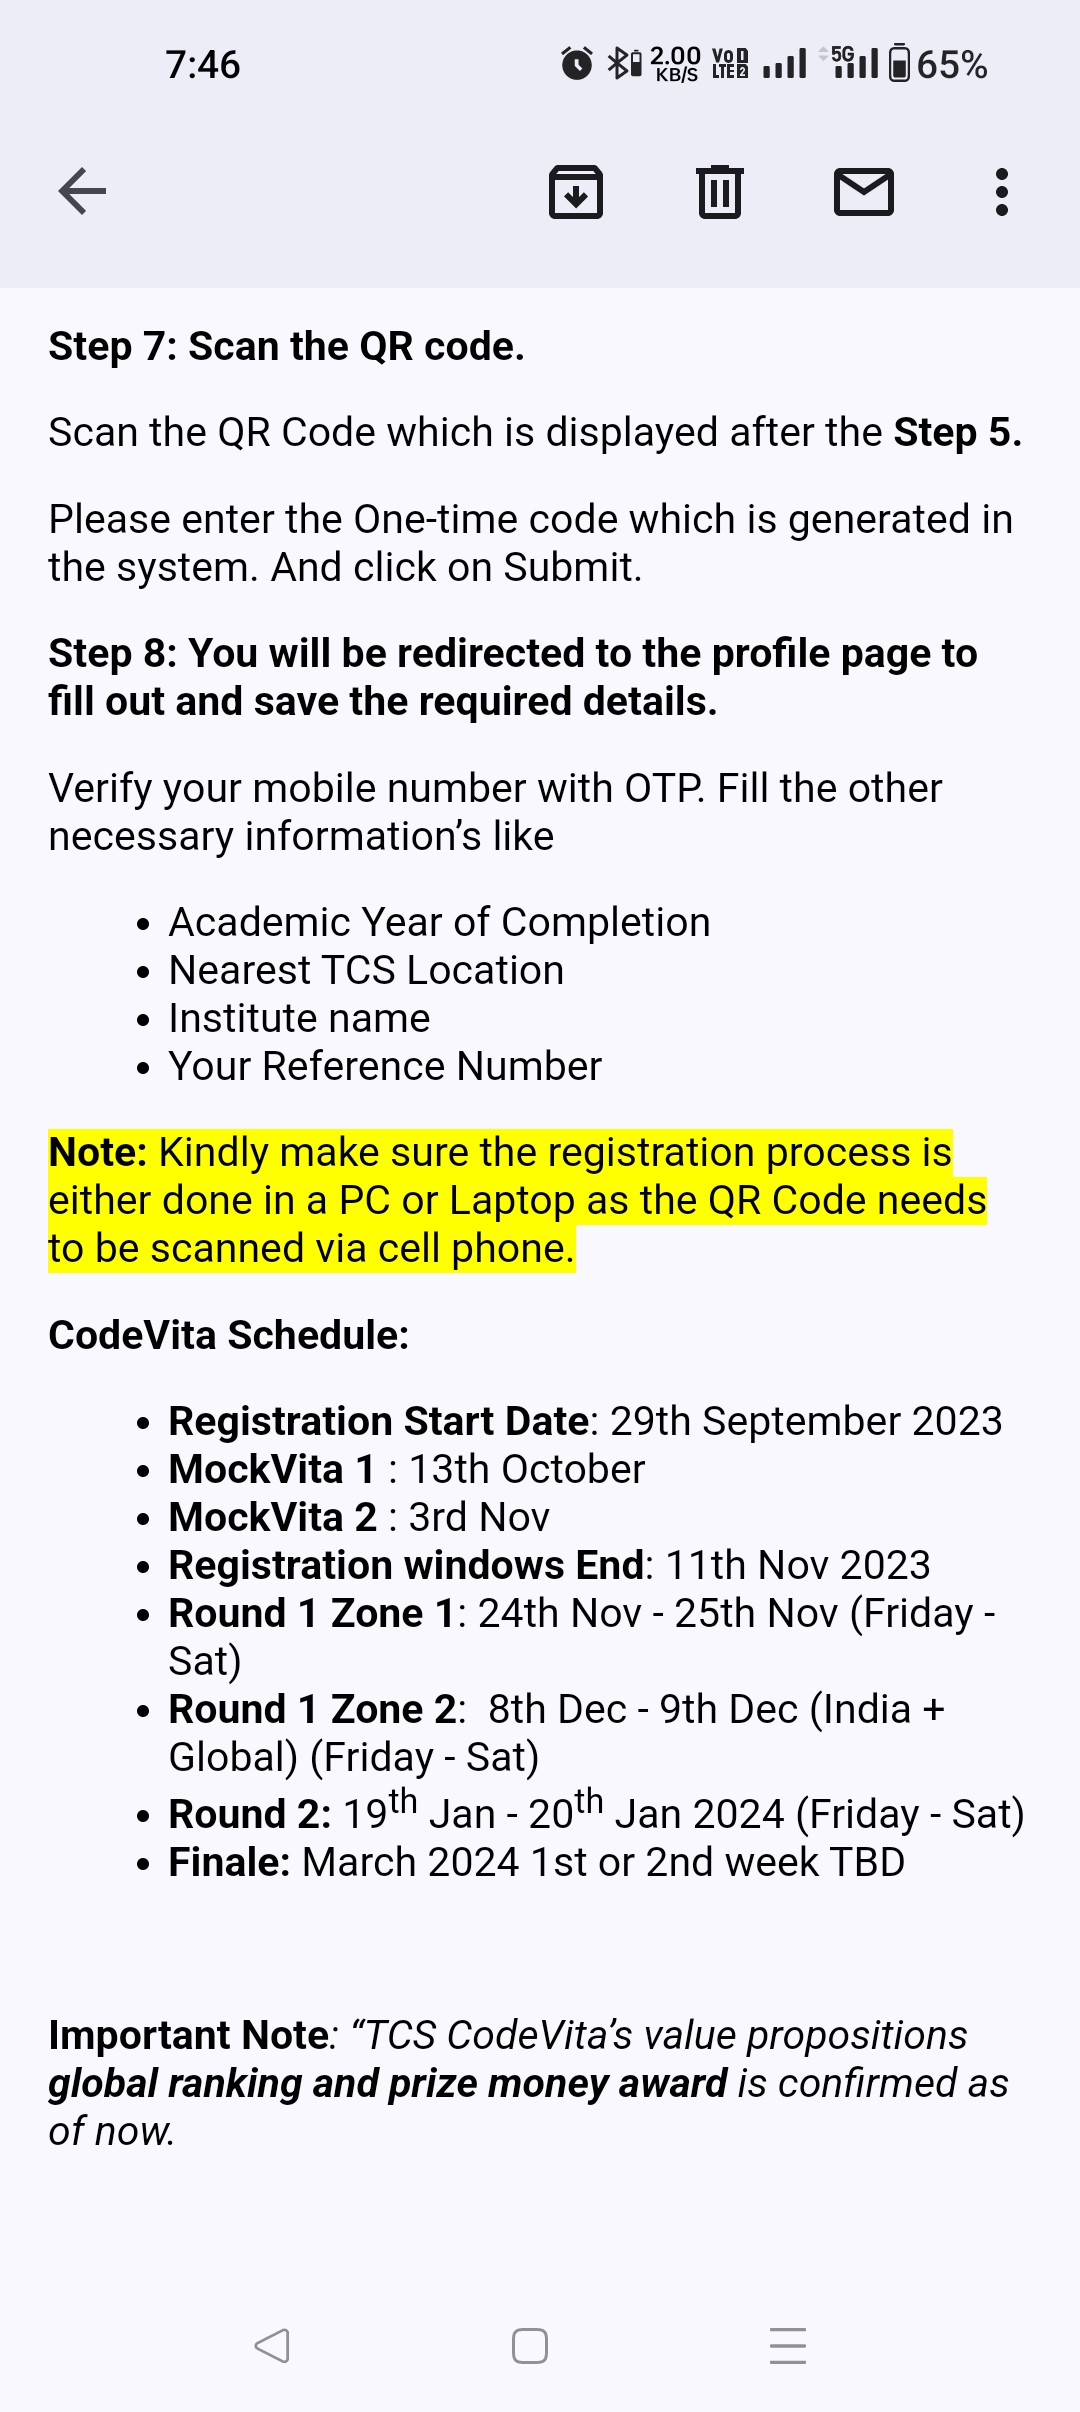 7:46
2.00 KB/S VoD LTE 2 5G 65%
Step 7: Scan the QR code.
Scan the QR Code which is displayed after the Step 5.
Please enter the One-time code which is generated in
the system. And click on Submit.
Step 8: You will be redirected to the profile page to
fill out and save the required details.
Verify your mobile number with OTP. Fill the other
necessary information’s like
• Academic Year of Completion
• Nearest TCS Location
• Institute name
• Your Reference Number
Note: Kindly make sure the registration process is
either done in a PC or Laptop as the QR Code needs
to be scanned via cell phone.
CodeVita Schedule:
• Registration Start Date: 29th September 2023
• MockVita 1 : 13th October
• MockVita 2 : 3rd Nov
• Registration windows End: 11th Nov 2023
• Round 1 Zone 1: 24th Nov - 25th Nov (Friday -
Sat)
• Round 1 Zone 2:  8th Dec - 9th Dec (India +
Global) (Friday - Sat)
• Round 2: 19th Jan - 20th Jan 2024 (Friday - Sat)
• Finale: March 2024 1st or 2nd week TBD
Important Note: “TCS CodeVita’s value propositions
global ranking and prize money award is confirmed as
of now.